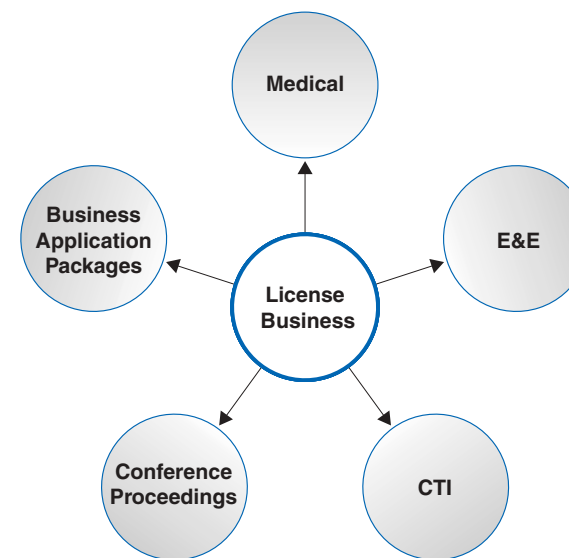 Medical
Business
Application
Packages
E&E
License
Business
Conference
Proceedings
CTI